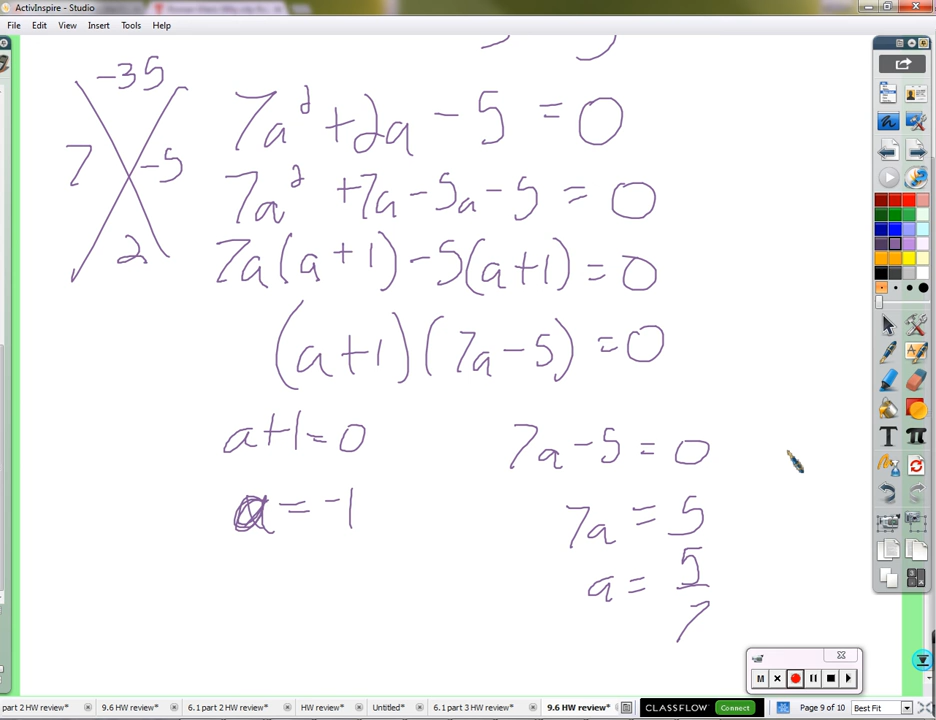 ActivInspire - Studio
File Edit View Insert Tools
-35
7 -5
2
7a² + 2a - 5 = 0
7a² + 7a - 5a - 5 = 0
7a(a+1) - 5(a+1) = 0
(a+1)(7a-5) = 0
a+1=0
a = -1
7a-5 = 0
7a = 5
a = 5/7
M
part 2 HW review* 9.6 HW review* HW review* Untitled* 6.1 part 3 HW review* 9.6 HW review* CLASSFLOW Connect Page 9 of 10 Best Fit